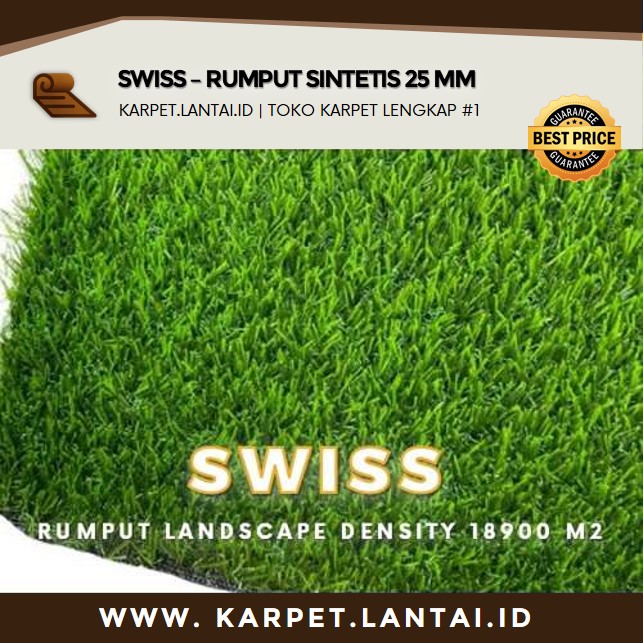 SWISS – RUMPUT SINTETIS 25 MM
KARPET.LANTAI.ID | TOKO KARPET LENGKAP #1
GUARANTEE
BEST PRICE
GUARANTEE
SWISS
RUMPUT LANDSCAPE DENSITY 18900 M2
WWW. KARPET.LANTAI.ID